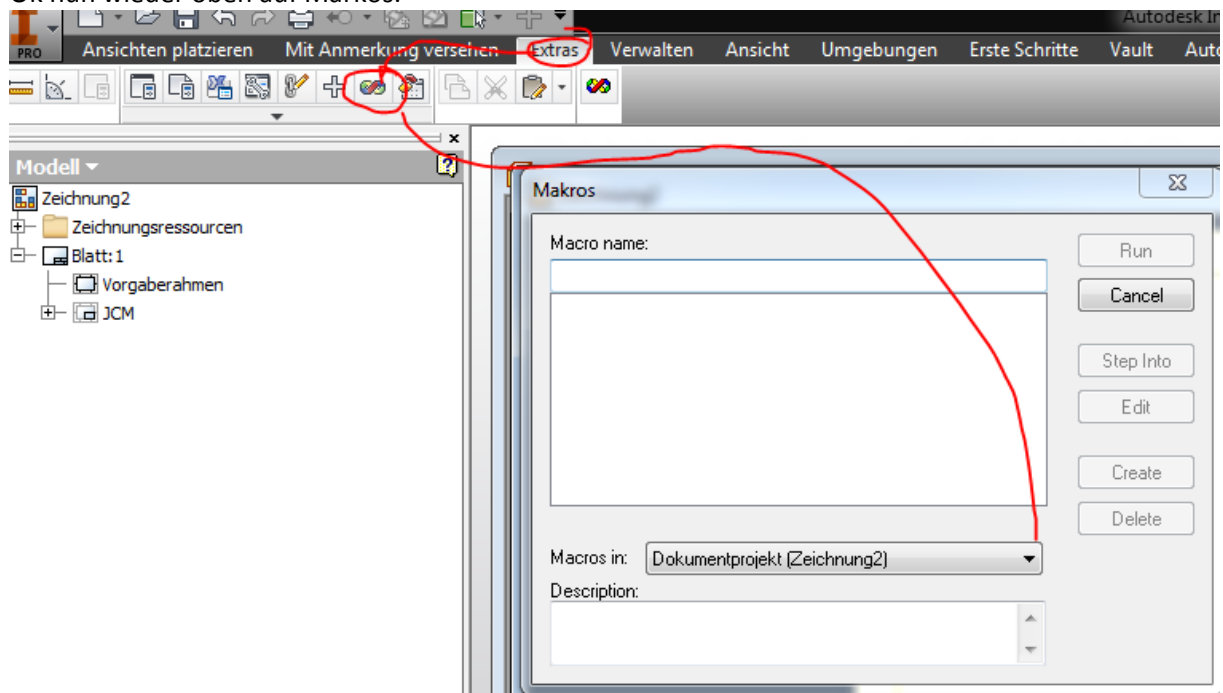 Ok nun wieder oben auf Markos.
Autodesk In
PRO Ansichten platzieren Mit Anmerkung versehen Extras Verwalten Ansicht Umgebungen Erste Schritte Vault Auto
Modell
Zeichnung2
Zeichnungsressourcen
Blatt:1
Vorgaberahmen
JCM
Makros
Macro name:
Run
Cancel
Step Into
Edit
Create
Delete
Macros in: Dokumentprojekt (Zeichnung2)
Description: